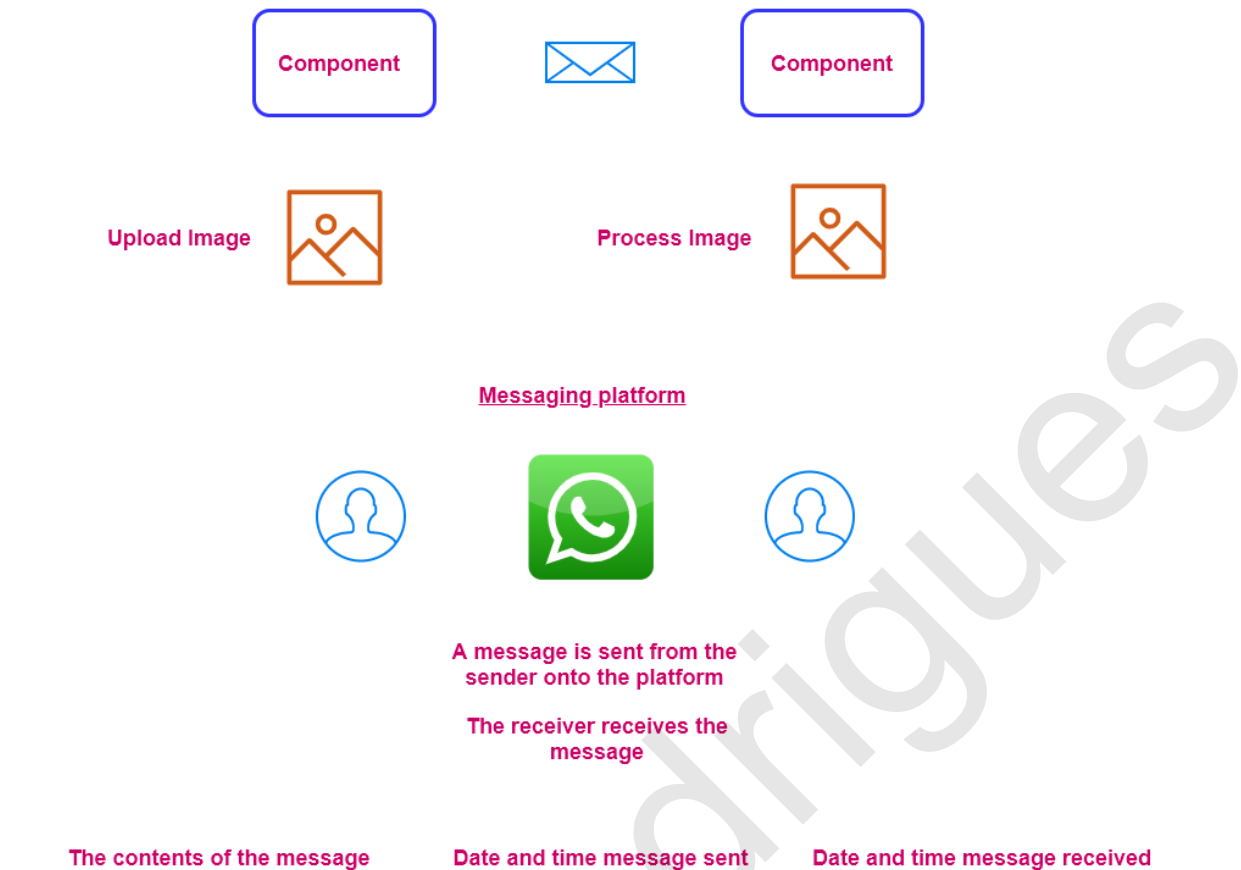 Component
Component
Upload Image
Process Image
Messaging platform
A message is sent from the
sender onto the platform
The receiver receives the
message
The contents of the message
Date and time message sent
Date and time message received
drigues